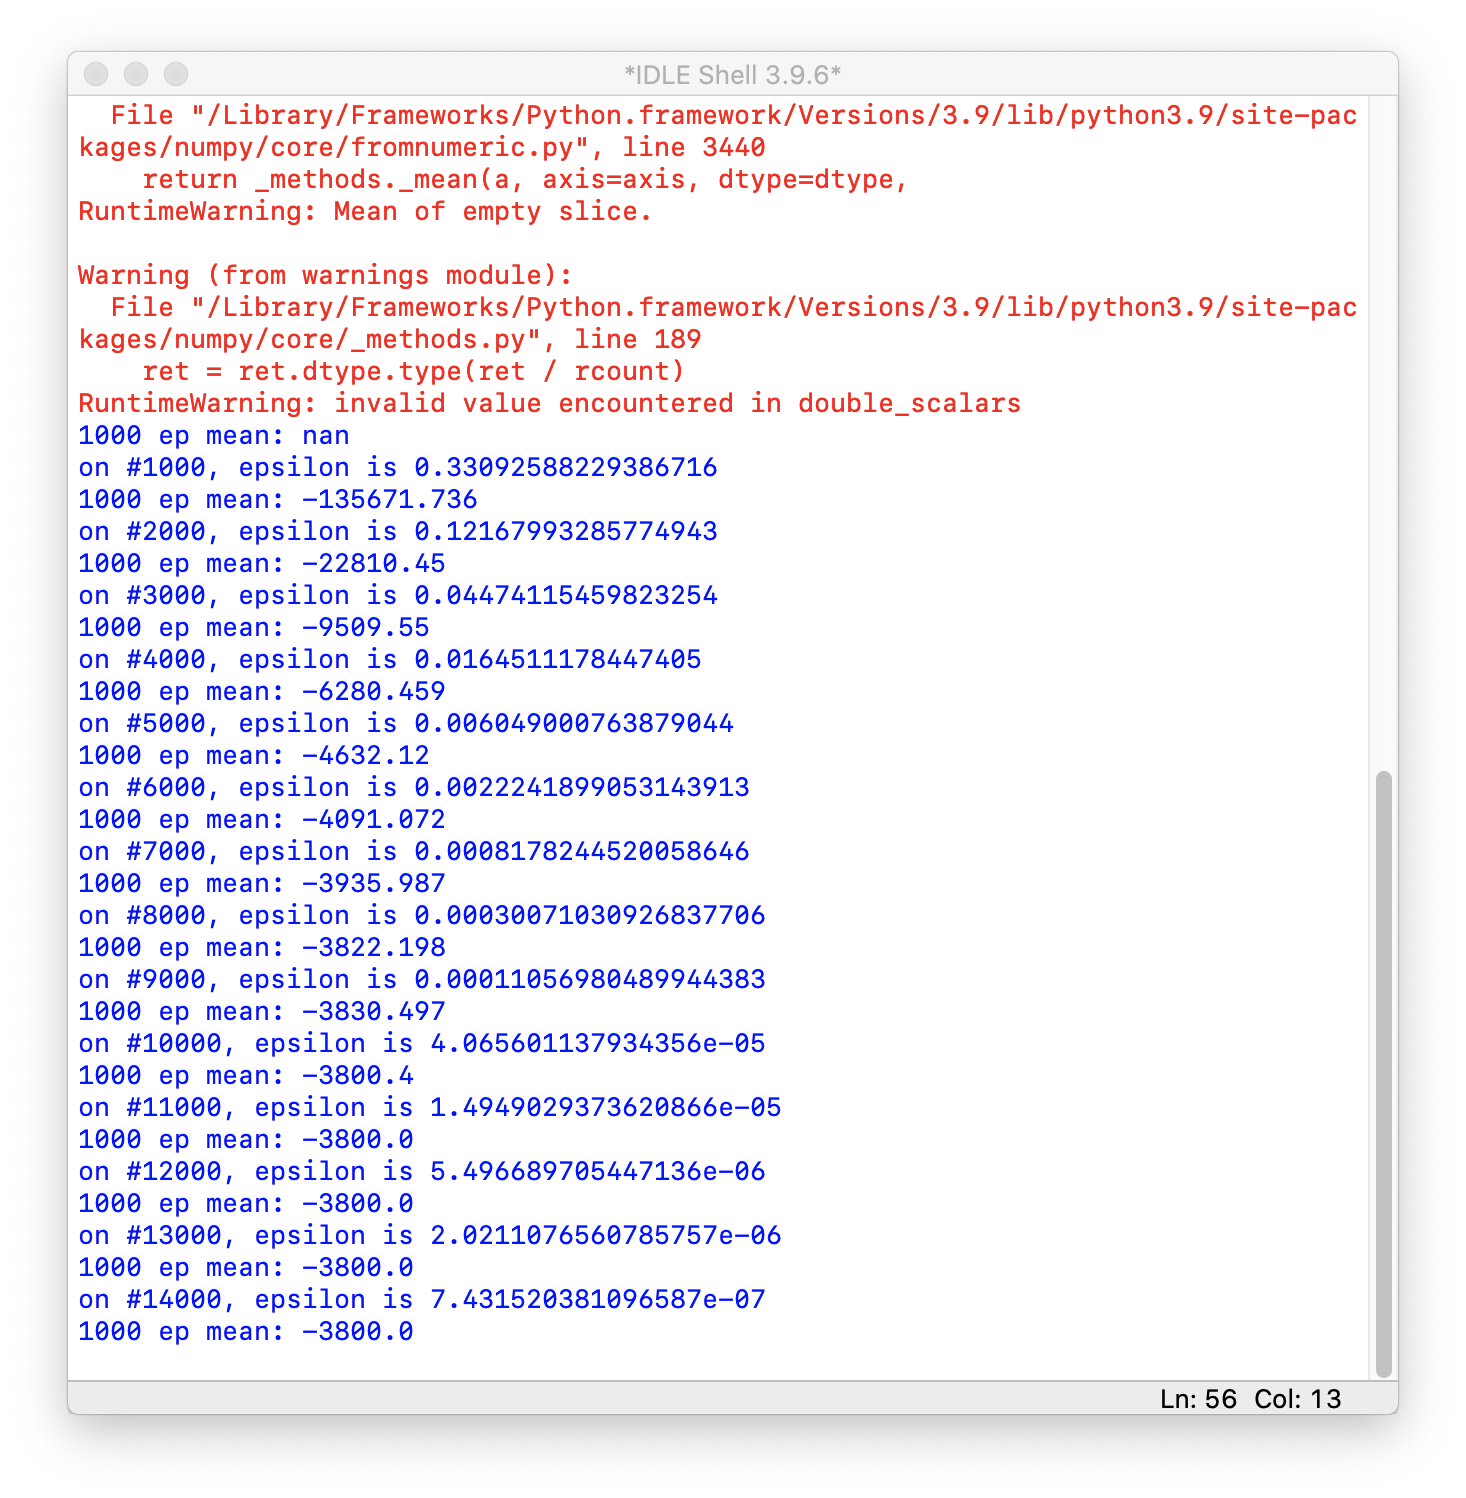 *IDLE Shell 3.9.6*
  File "/Library/Frameworks/Python.framework/Versions/3.9/lib/python3.9/site-pac
kages/numpy/core/fromnumeric.py", line 3440
    return _methods._mean(a, axis=axis, dtype=dtype,
RuntimeWarning: Mean of empty slice.

Warning (from warnings module):
  File "/Library/Frameworks/Python.framework/Versions/3.9/lib/python3.9/site-pac
kages/numpy/core/_methods.py", line 189
    ret = ret.dtype.type(ret / rcount)
RuntimeWarning: invalid value encountered in double_scalars
1000 ep mean: nan
on #1000, epsilon is 0.33092588229386716
1000 ep mean: -135671.736
on #2000, epsilon is 0.12167993285774943
1000 ep mean: -22810.45
on #3000, epsilon is 0.04474115459823254
1000 ep mean: -9509.55
on #4000, epsilon is 0.0164511178447405
1000 ep mean: -6280.459
on #5000, epsilon is 0.006049000763879044
1000 ep mean: -4632.12
on #6000, epsilon is 0.0022241899053143913
1000 ep mean: -4091.072
on #7000, epsilon is 0.0008178244520058646
1000 ep mean: -3935.987
on #8000, epsilon is 0.00030071030926837706
1000 ep mean: -3822.198
on #9000, epsilon is 0.00011056980489944383
1000 ep mean: -3830.497
on #10000, epsilon is 4.065601137934356e-05
1000 ep mean: -3800.4
on #11000, epsilon is 1.4949029373620866e-05
1000 ep mean: -3800.0
on #12000, epsilon is 5.496689705447136e-06
1000 ep mean: -3800.0
on #13000, epsilon is 2.0211076560785757e-06
1000 ep mean: -3800.0
on #14000, epsilon is 7.431520381096587e-07
1000 ep mean: -3800.0
Ln: 56 Col: 13